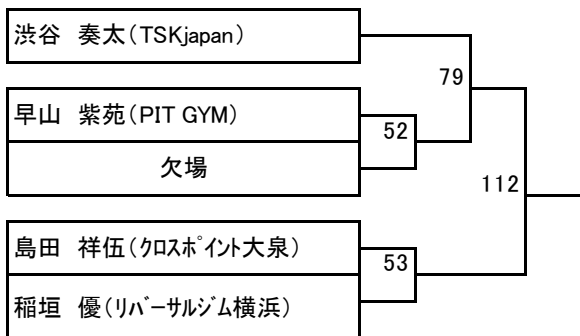 渋谷　奏太（TSKjapan）
79
早山　紫苑（PIT GYM）
52
欠場
112
島田　祥伍（ｸﾛｽﾎﾟｲﾝﾄ大泉）
53
稲垣　優（ﾘﾊﾞｰｻﾙｼﾞﾑ横浜）